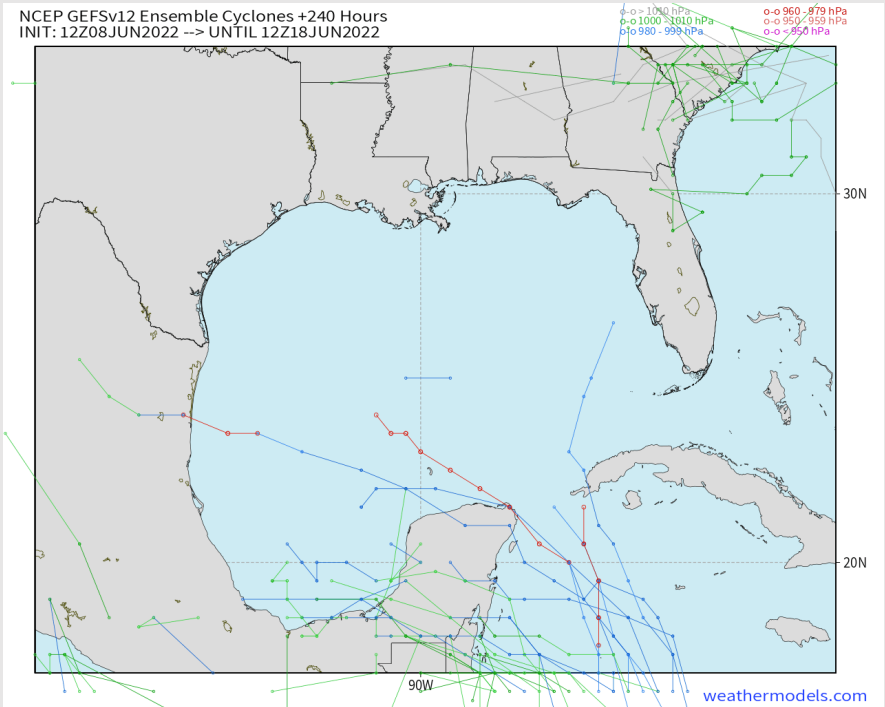 NCEP GEFSv12 Ensemble Cyclones +240 Hours
INIT: 12Z08JUN2022 --> UNTIL 12Z18JUN2022
o-o > 1010 hPa
o-o 1000 - 1010 hPa
o-o 980 - 999 hPa
o-o 960 - 979 hPa
o-o 950 - 959 hPa
o-o < 950 hPa
30N
20N
90W
weathermodels.com